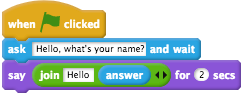 when clicked
ask Hello, what's your name? and wait
say join Hello answer for 2 secs